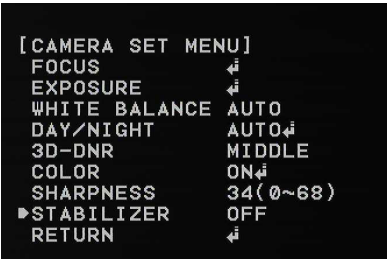 [CAMERA SET MENU]
FOCUS ↲
EXPOSURE ↲
WHITE BALANCE AUTO
DAY/NIGHT AUTO↲
3D-DNR MIDDLE
COLOR ON↲
SHARPNESS 34(0~68)
▶STABILIZER OFF
RETURN ↲